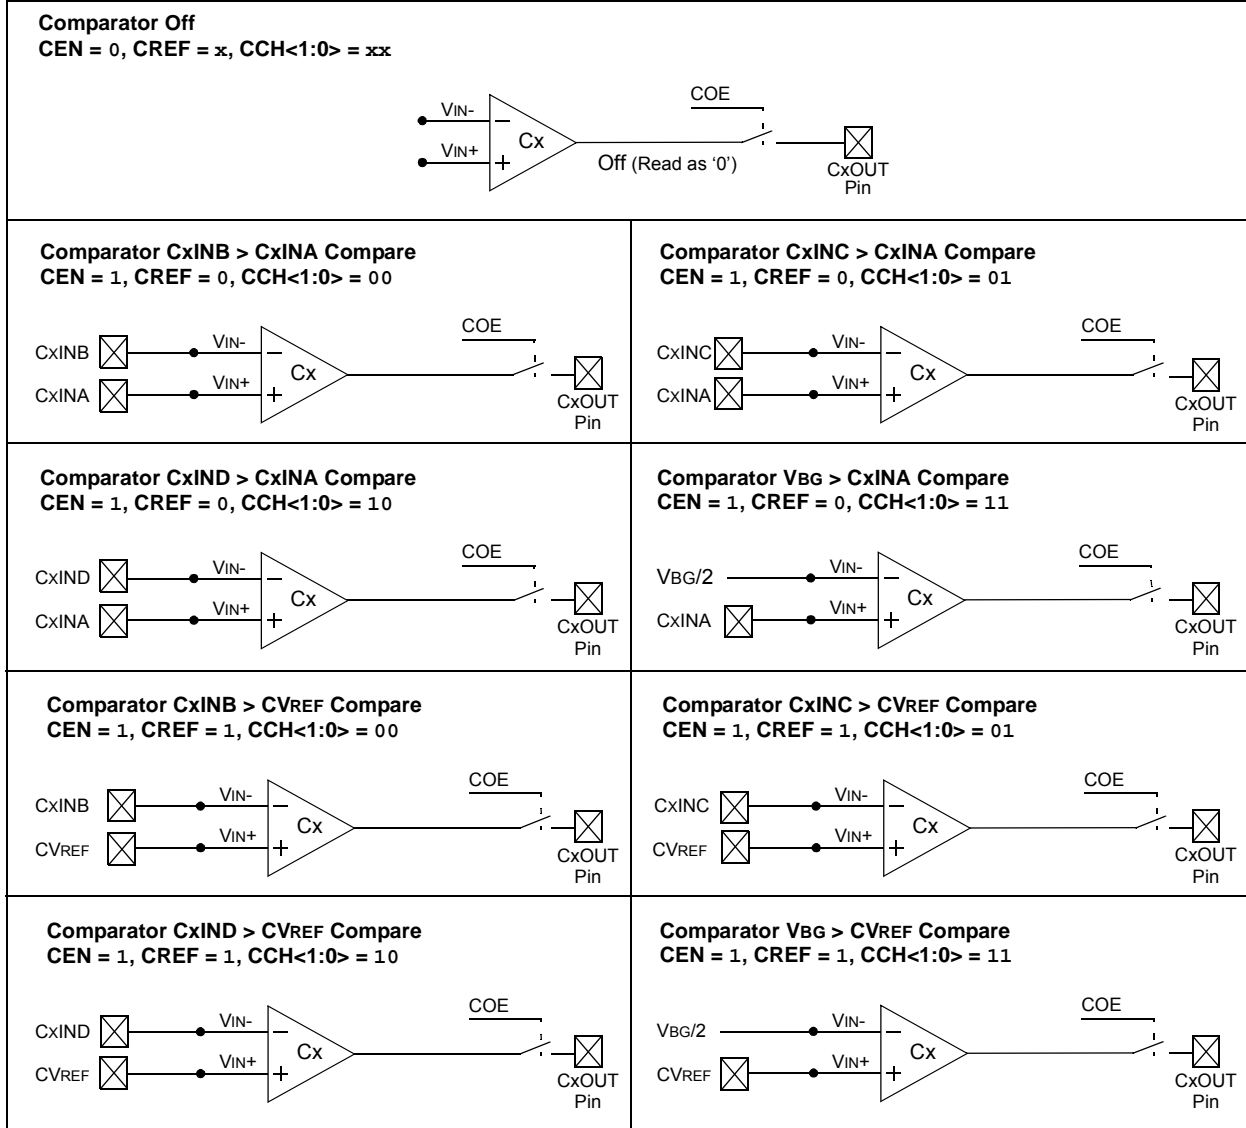 Comparator Off
CEN = 0, CREF = x, CCH<1:0> = xx
COE
VIN-
–
Cx
VIN+
+
Off (Read as ‘0’)
CxOUT
Pin
Comparator CxINB > CxINA Compare
CEN = 1, CREF = 0, CCH<1:0> = 00
COE
CxINB
VIN-
–
Cx
CxINA
VIN+
+
CxOUT
Pin
Comparator CxINC > CxINA Compare
CEN = 1, CREF = 0, CCH<1:0> = 01
COE
CxINC
VIN-
–
Cx
CxINA
VIN+
+
CxOUT
Pin
Comparator CxIND > CxINA Compare
CEN = 1, CREF = 0, CCH<1:0> = 10
COE
CxIND
VIN-
–
Cx
CxINA
VIN+
+
CxOUT
Pin
Comparator VBG > CxINA Compare
CEN = 1, CREF = 0, CCH<1:0> = 11
COE
VBG/2
VIN-
–
Cx
CxINA
VIN+
+
CxOUT
Pin
Comparator CxINB > CVREF Compare
CEN = 1, CREF = 1, CCH<1:0> = 00
COE
CxINB
VIN-
–
Cx
CVREF
VIN+
+
CxOUT
Pin
Comparator CxINC > CVREF Compare
CEN = 1, CREF = 1, CCH<1:0> = 01
COE
CxINC
VIN-
–
Cx
CVREF
VIN+
+
CxOUT
Pin
Comparator CxIND > CVREF Compare
CEN = 1, CREF = 1, CCH<1:0> = 10
COE
CxIND
VIN-
–
Cx
CVREF
VIN+
+
CxOUT
Pin
Comparator VBG > CVREF Compare
CEN = 1, CREF = 1, CCH<1:0> = 11
COE
VBG/2
VIN-
–
Cx
CVREF
VIN+
+
CxOUT
Pin